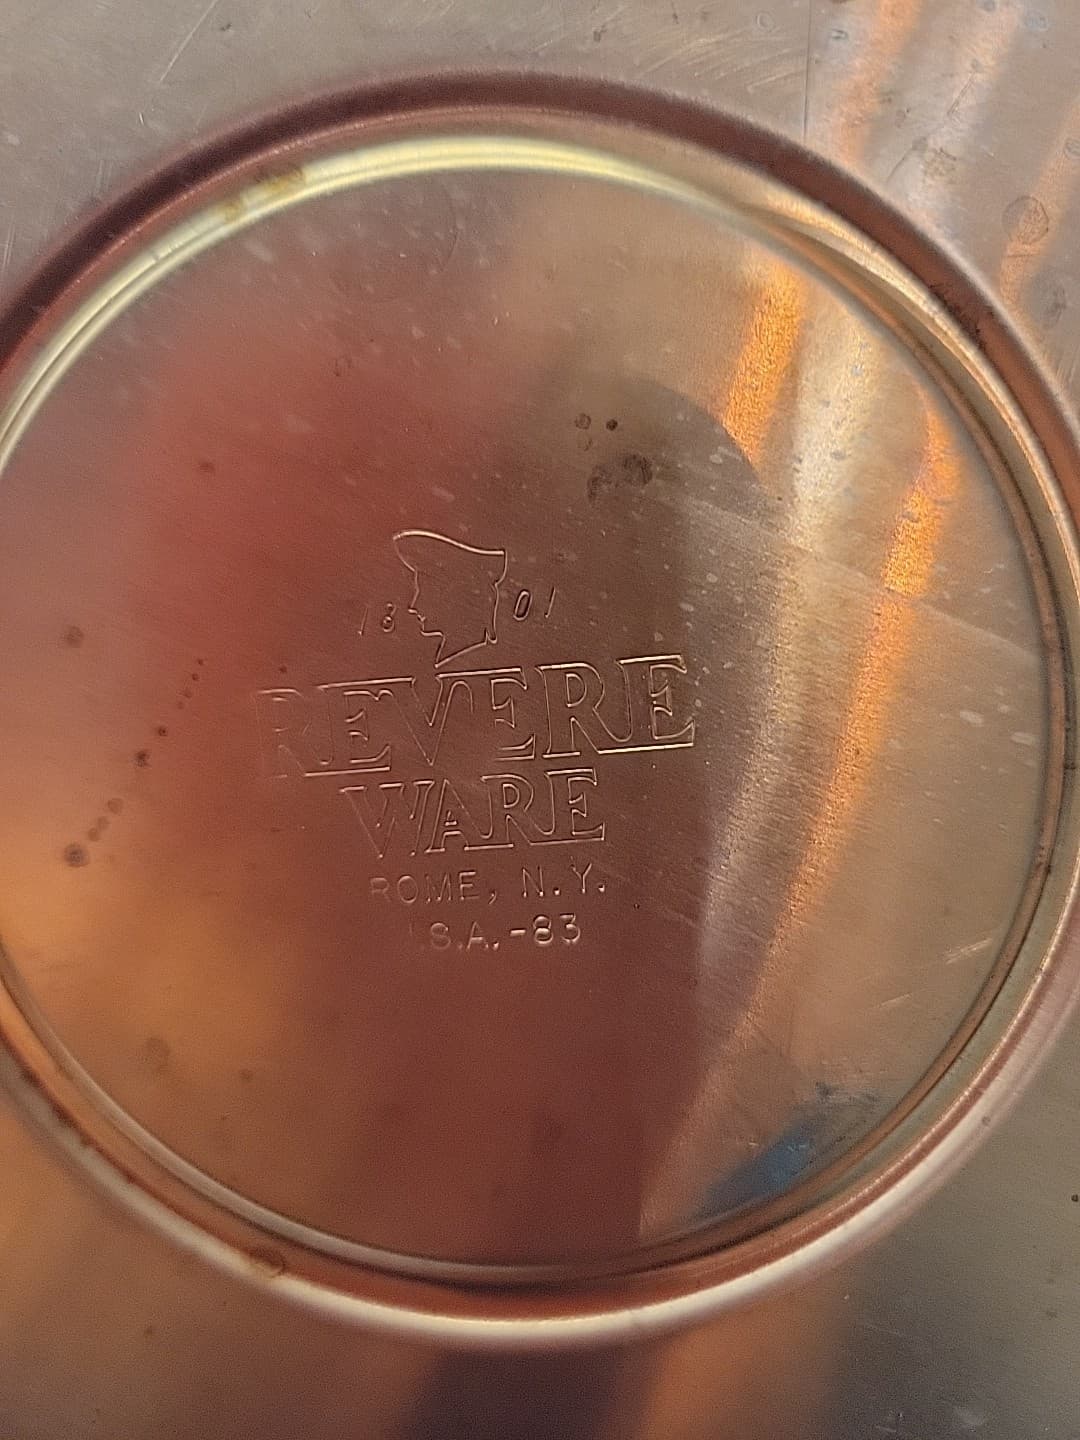 1801
REVERE
WARE
ROME, N.Y.
.S.A.-83